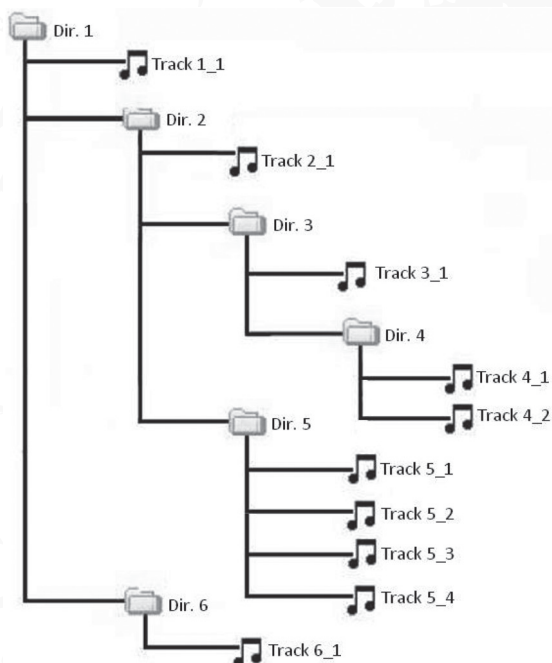 Dir. 1
Track 1_1
Dir. 2
Track 2_1
Dir. 3
Track 3_1
Dir. 4
Track 4_1
Track 4_2
Dir. 5
Track 5_1
Track 5_2
Track 5_3
Track 5_4
Dir. 6
Track 6_1